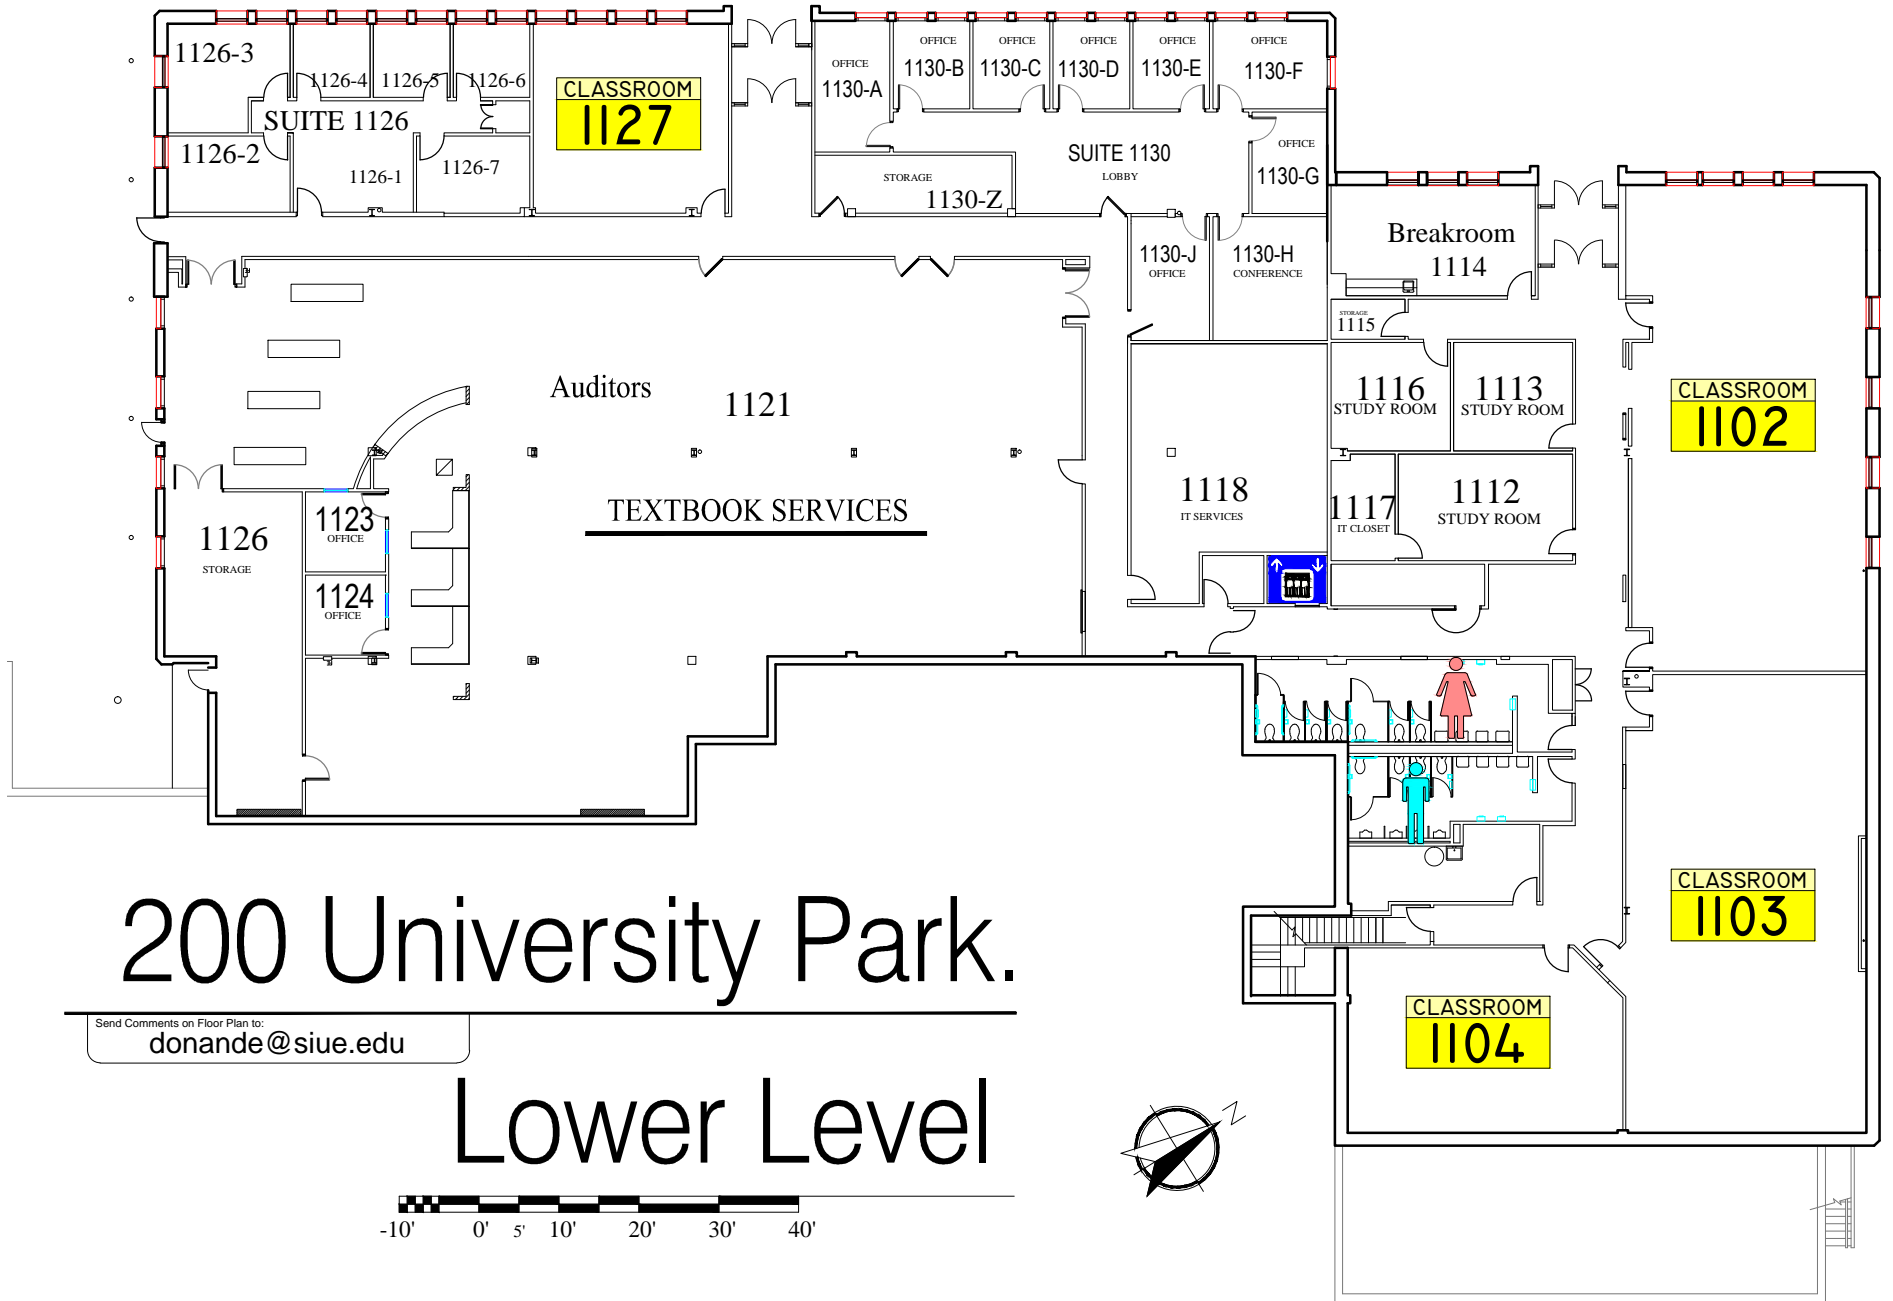 1126-3
1126-4
1126-5
1126-6
SUITE 1126
1126-2
1126-1
1126-7
CLASSROOM
1127
OFFICE
1130-A
OFFICE
1130-B
OFFICE
1130-C
OFFICE
1130-D
OFFICE
1130-E
OFFICE
1130-F
SUITE 1130
LOBBY
OFFICE
1130-G
STORAGE
1130-Z
1130-J
OFFICE
1130-H
CONFERENCE
Breakroom
1114
STORAGE
1115
Auditors
1121
TEXTBOOK SERVICES
1116
STUDY ROOM
1113
STUDY ROOM
CLASSROOM
1102
1118
IT SERVICES
1117
IT CLOSET
1112
STUDY ROOM
1126
STORAGE
1123
OFFICE
1124
OFFICE
CLASSROOM
1103
CLASSROOM
1104
200 University Park.
Send Comments on Floor Plan to:
donande@siue.edu
Lower Level
N
-10' 0' 5' 10' 20' 30' 40'